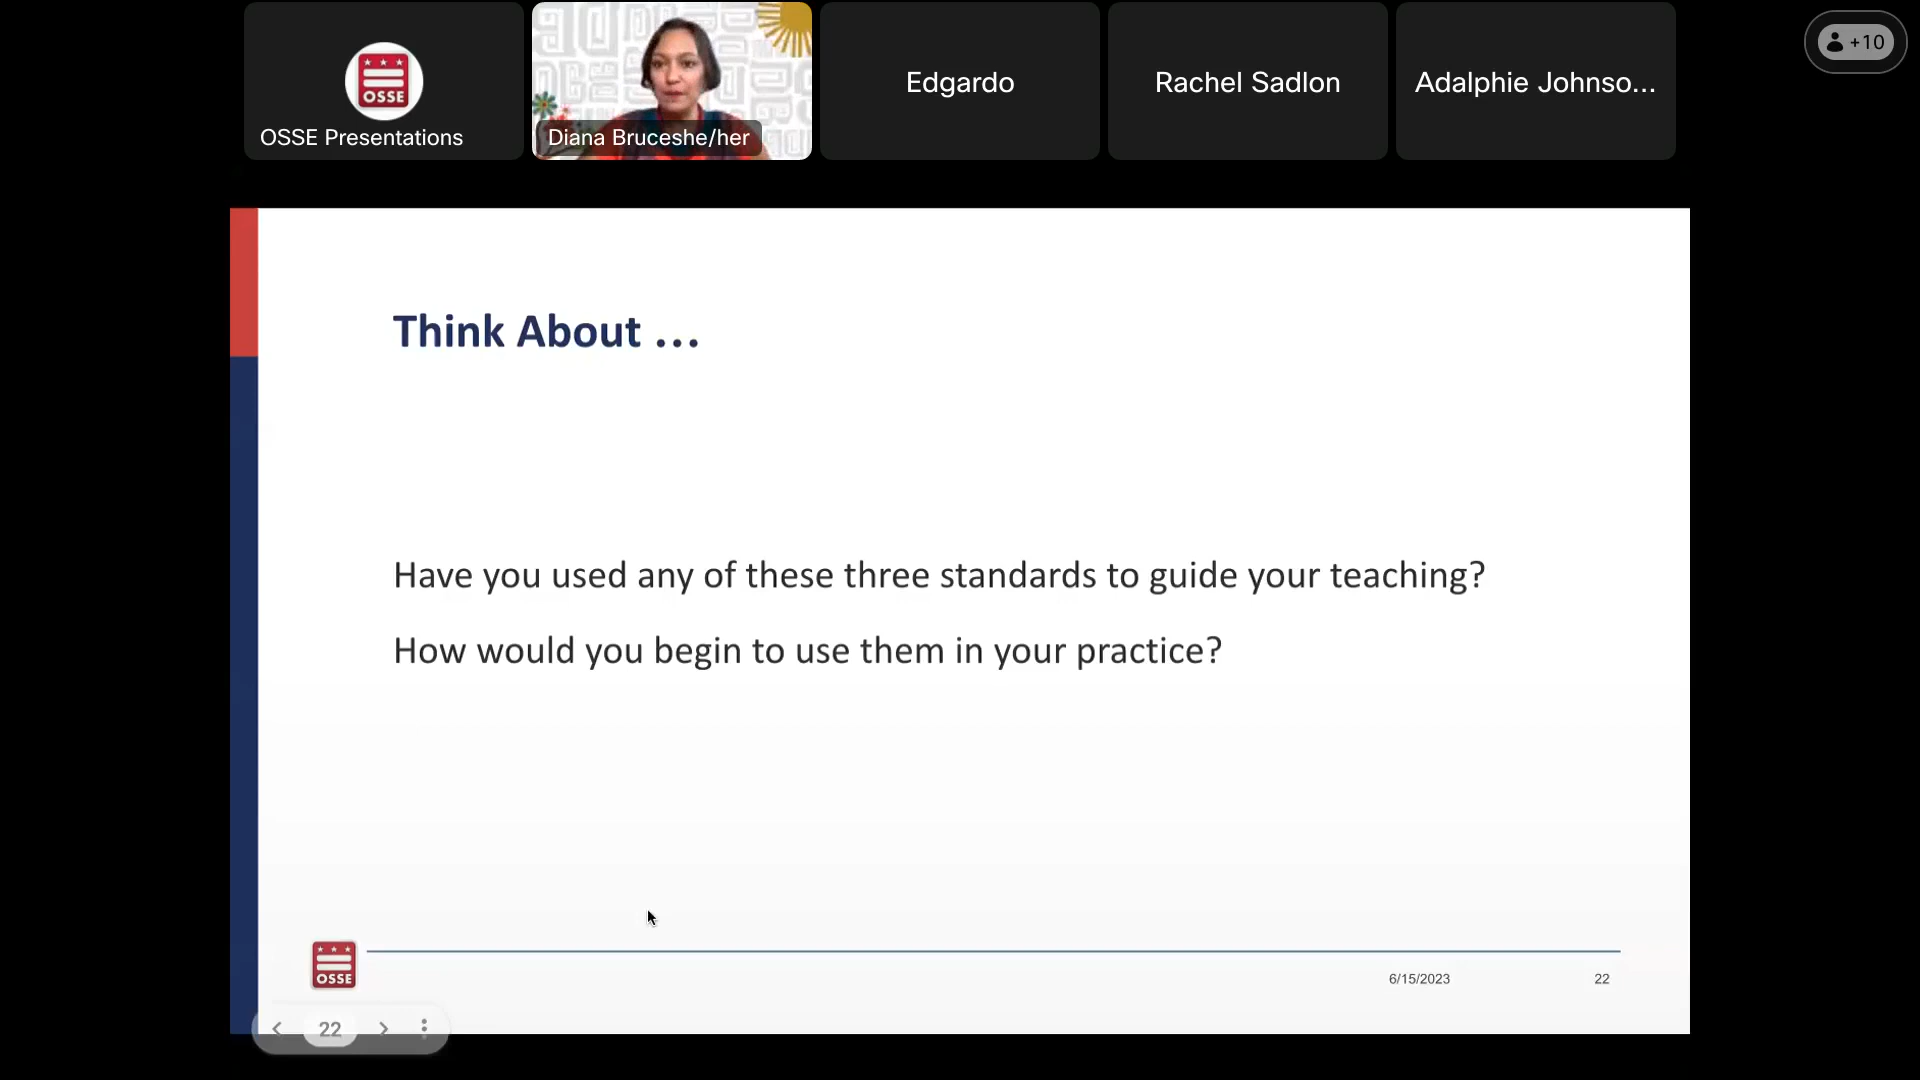 OSSE
OSSE Presentations
Diana Bruceshe/her
Edgardo
Rachel Sadlon
Adalphie Johnso...
+10
Think About ...
Have you used any of these three standards to guide your teaching?
How would you begin to use them in your practice?
OSSE
6/15/2023
22
22